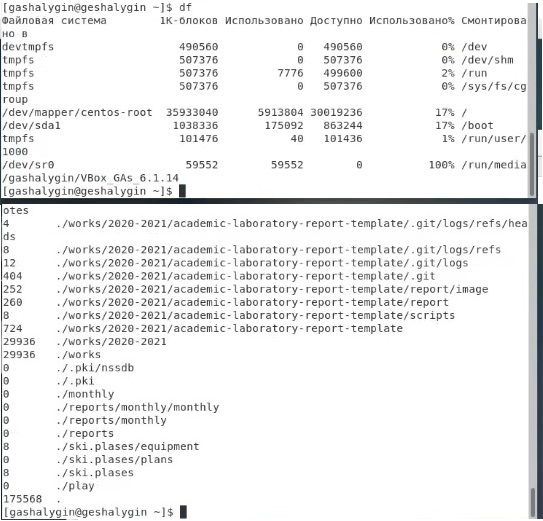 [gashalygin@geshalygin ~]$ df
Файловая система        1K-блоков Использовано Доступно Использовано% Смонтирова
но в
devtmpfs                   490560            0   490560            0% /dev
tmpfs                      507376            0   507376            0% /dev/shm
tmpfs                      507376         7776   499600            2% /run
tmpfs                      507376            0   507376            0% /sys/fs/cg
roup
/dev/mapper/centos-root  35933040      5913804 30019236           17% /
/dev/sda1                 1038336       175092   863244           17% /boot
tmpfs                      101476           40   101436            1% /run/user/
1000
/dev/sr0                    59552        59552        0          100% /run/media
/gashalygin/VBox_GAs_6.1.14
[gashalygin@geshalygin ~]$
otes
4       ./works/2020-2021/academic-laboratory-report-template/.git/logs/refs/hea
ds
8       ./works/2020-2021/academic-laboratory-report-template/.git/logs/refs
12      ./works/2020-2021/academic-laboratory-report-template/.git/logs
404     ./works/2020-2021/academic-laboratory-report-template/.git
252     ./works/2020-2021/academic-laboratory-report-template/report/image
260     ./works/2020-2021/academic-laboratory-report-template/report
8       ./works/2020-2021/academic-laboratory-report-template/scripts
724     ./works/2020-2021/academic-laboratory-report-template
29936   ./works/2020-2021
29936   ./works
0       ./.pki/nssdb
0       ./.pki
0       ./monthly
0       ./reports/monthly/monthly
0       ./reports/monthly
0       ./reports
8       ./ski.plases/equipment
0       ./ski.plases/plans
8       ./ski.plases
0       ./play
175568  .
[gashalygin@geshalygin ~]$